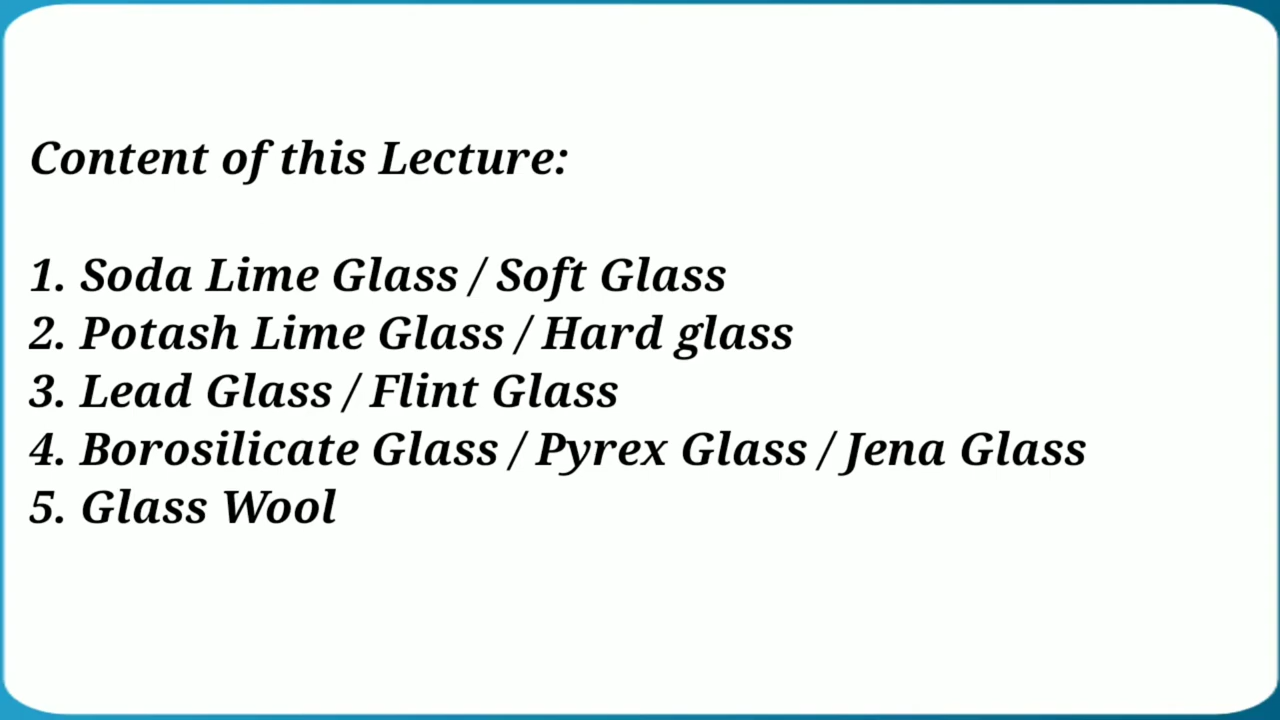 Content of this Lecture:
1. Soda Lime Glass / Soft Glass
2. Potash Lime Glass / Hard glass
3. Lead Glass / Flint Glass
4. Borosilicate Glass / Pyrex Glass / Jena Glass
5. Glass Wool